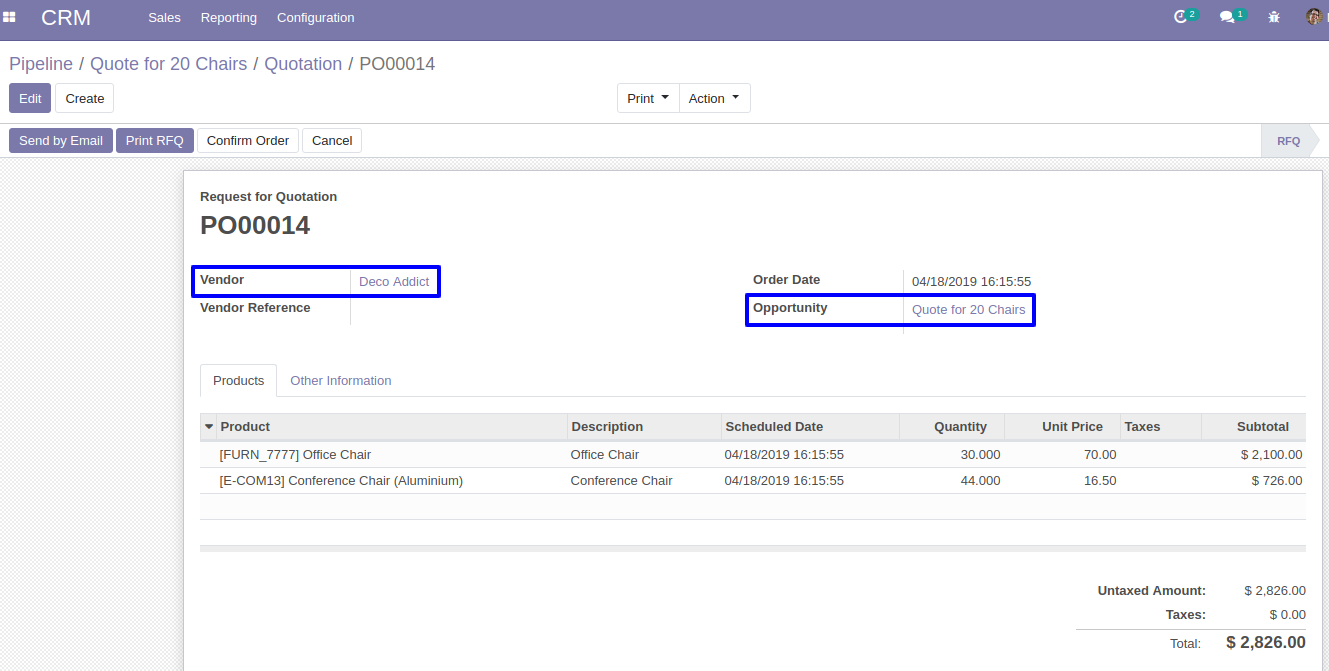 CRM Sales Reporting Configuration 2 1
Pipeline / Quote for 20 Chairs / Quotation / PO00014
Edit Create Print Action
Send by Email Print RFQ Confirm Order Cancel RFQ
Request for Quotation
PO00014
Vendor Deco Addict Order Date 04/18/2019 16:15:55
Vendor Reference Opportunity Quote for 20 Chairs
Products Other Information
Product Description Scheduled Date Quantity Unit Price Taxes Subtotal
[FURN_7777] Office Chair Office Chair 04/18/2019 16:15:55 30.000 70.00 $ 2,100.00
[E-COM13] Conference Chair (Aluminium) Conference Chair 04/18/2019 16:15:55 44.000 16.50 $ 726.00
Untaxed Amount: $ 2,826.00
Taxes: $ 0.00
Total: $ 2,826.00